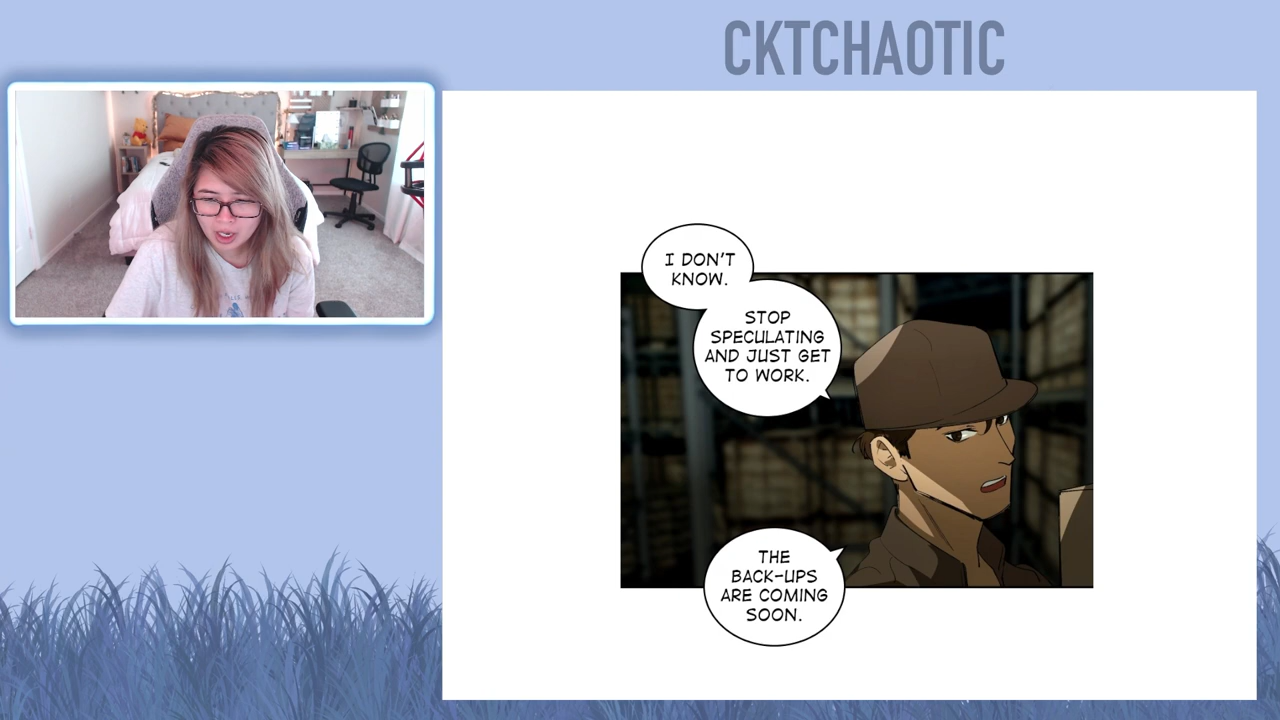 CKTCHAOTIC
I DON'T
KNOW.
STOP
SPECULATING
AND JUST GET
TO WORK.
THE
BACK-UPS
ARE COMING
SOON.